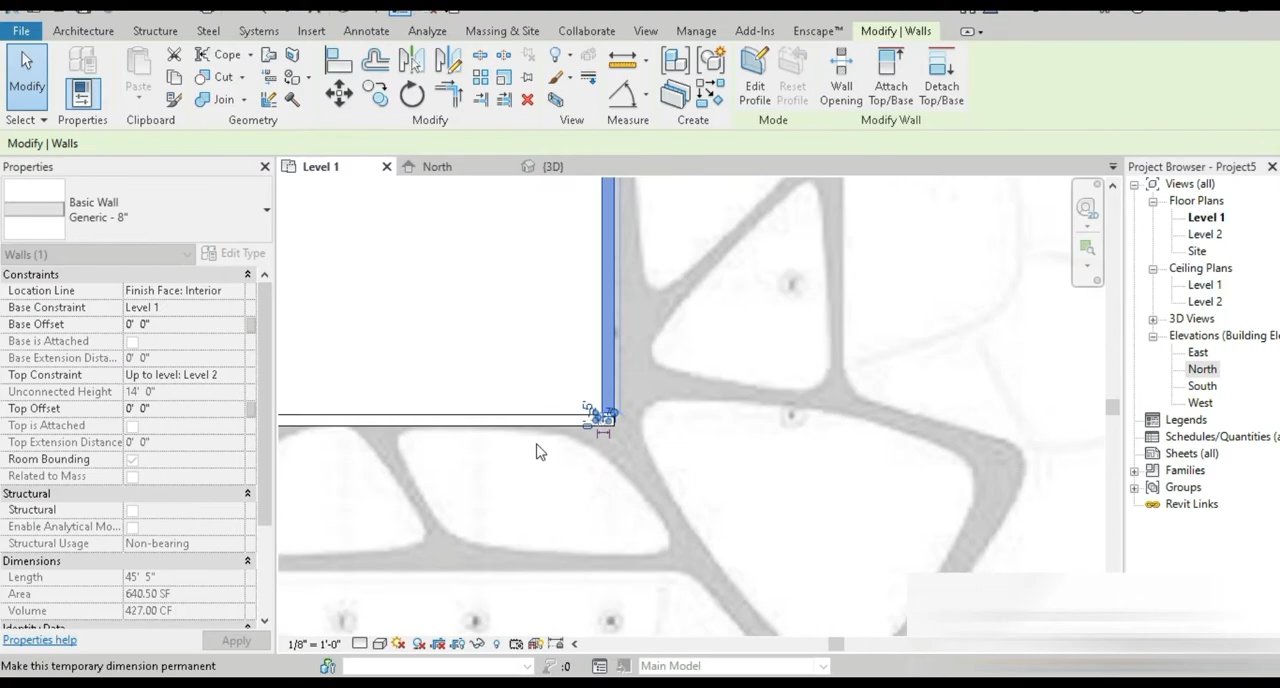 File Architecture Structure Steel Systems Insert Annotate Analyze Massing & Site Collaborate View Manage Add-Ins Enscape™ Modify | Walls
Cope
Cut
Join
Paste
Modify
Edit Profile
Reset Profile
Wall Opening
Attach Top/Base
Detach Top/Base
Select Properties Clipboard Geometry Modify View Measure Create Mode Modify Wall
Modify | Walls
Properties
Level 1
North
{3D}
Project Browser - Project5
Basic Wall
Generic - 8"
Walls (1)
Edit Type
Constraints
Location Line Finish Face: Interior
Base Constraint Level 1
Base Offset 0' 0"
Base is Attached
Base Extension Dista... 0' 0"
Top Constraint Up to level: Level 2
Unconnected Height 14' 0"
Top Offset 0' 0"
Top is Attached
Top Extension Distance 0' 0"
Room Bounding
Related to Mass
Structural
Structural
Enable Analytical Mo...
Structural Usage Non-bearing
Dimensions
Length 45' 5"
Area 640.50 SF
Volume 427.00 CF
Identity Data
Properties help
Apply
2D
Views (all)
Floor Plans
Level 1
Level 2
Site
Ceiling Plans
Level 1
Level 2
3D Views
Elevations (Building El
East
North
South
West
Legends
Schedules/Quantities (a
Sheets (all)
Families
Groups
Revit Links
1/8" = 1'-0"
Make this temporary dimension permanent
:0
Main Model